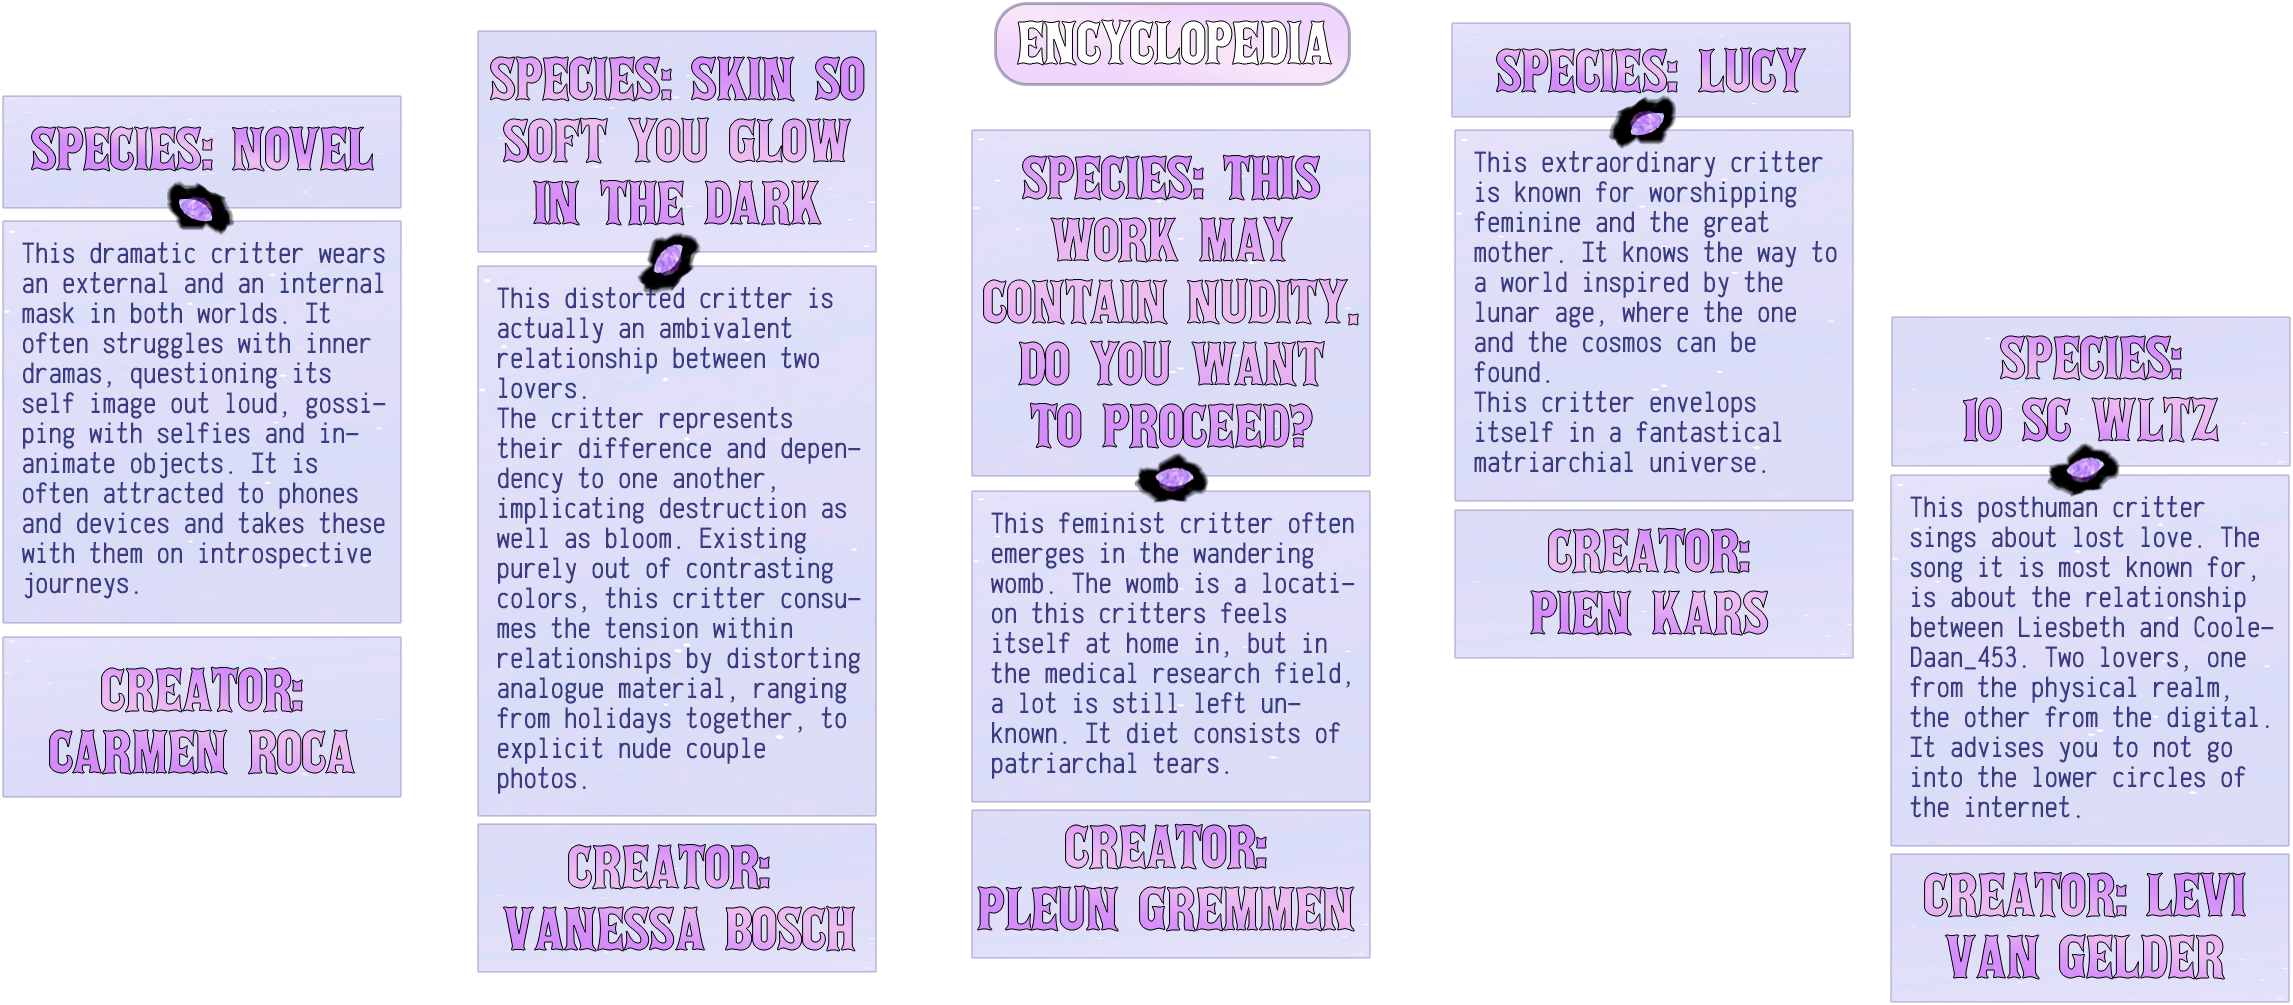 ENCYCLOPEDIA
SPECIES: NOVEL
This dramatic critter wears
an external and an internal
mask in both worlds. It
often struggles with inner
dramas, questioning its
self image out loud, gossi-
ping with selfies and in-
animate objects. It is
often attracted to phones
and devices and takes these
with them on introspective
journeys.
CREATOR:
CARMEN ROCA
SPECIES: SKIN SO
SOFT YOU GLOW
IN THE DARK
This distorted critter is
actually an ambivalent
relationship between two
lovers.
The critter represents
their difference and depen-
dency to one another,
implicating destruction as
well as bloom. Existing
purely out of contrasting
colors, this critter consu-
mes the tension within
relationships by distorting
analogue material, ranging
from holidays together, to
explicit nude couple
photos.
CREATOR:
VANESSA BOSCH
SPECIES: THIS
WORK MAY
CONTAIN NUDITY.
DO YOU WANT
TO PROCEED?
This feminist critter often
emerges in the wandering
womb. The womb is a locati-
on this critters feels
itself at home in, but in
the medical research field,
a lot is still left un-
known. It diet consists of
patriarchal tears.
CREATOR:
PLEUN GREMMEN
SPECIES: LUCY
This extraordinary critter
is known for worshipping
feminine and the great
mother. It knows the way to
a world inspired by the
lunar age, where the one
and the cosmos can be
found.
This critter envelops
itself in a fantastical
matriarchial universe.
CREATOR:
PIEN KARS
SPECIES:
10 SC WLTZ
This posthuman critter
sings about lost love. The
song it is most known for,
is about the relationship
between Liesbeth and Coole-
Daan_453. Two lovers, one
from the physical realm,
the other from the digital.
It advises you to not go
into the lower circles of
the internet.
CREATOR: LEVI
VAN GELDER